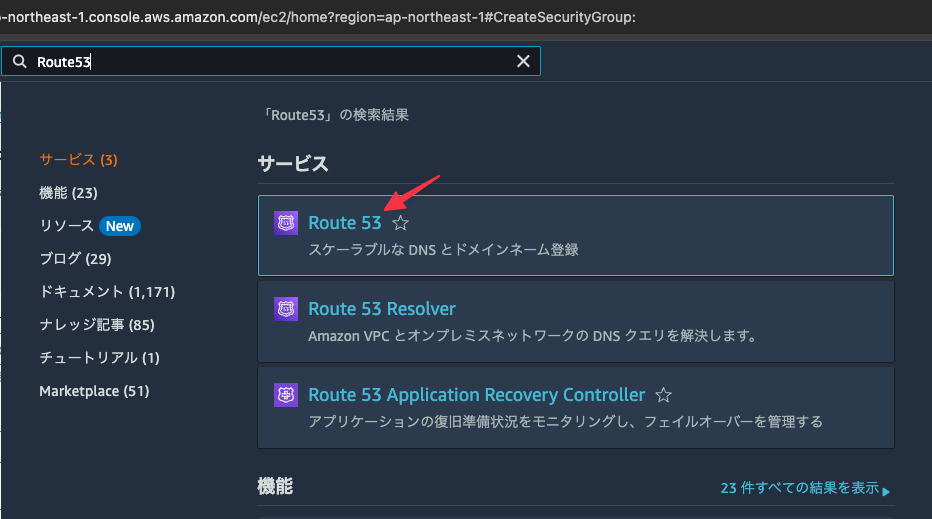 -northeast-1.console.aws.amazon.com/ec2/home?region=ap-northeast-1#CreateSecurityGroup:
Route53
「Route53」の検索結果
サービス (3)
機能 (23)
リソース New
ブログ (29)
ドキュメント (1,171)
ナレッジ記事 (85)
チュートリアル (1)
Marketplace (51)
サービス
Route 53
スケーラブルな DNS とドメインネーム登録
Route 53 Resolver
Amazon VPC とオンプレミスネットワークの DNS クエリを解決します。
Route 53 Application Recovery Controller
アプリケーションの復旧準備状況をモニタリングし、フェイルオーバーを管理する
機能
23 件すべての結果を表示